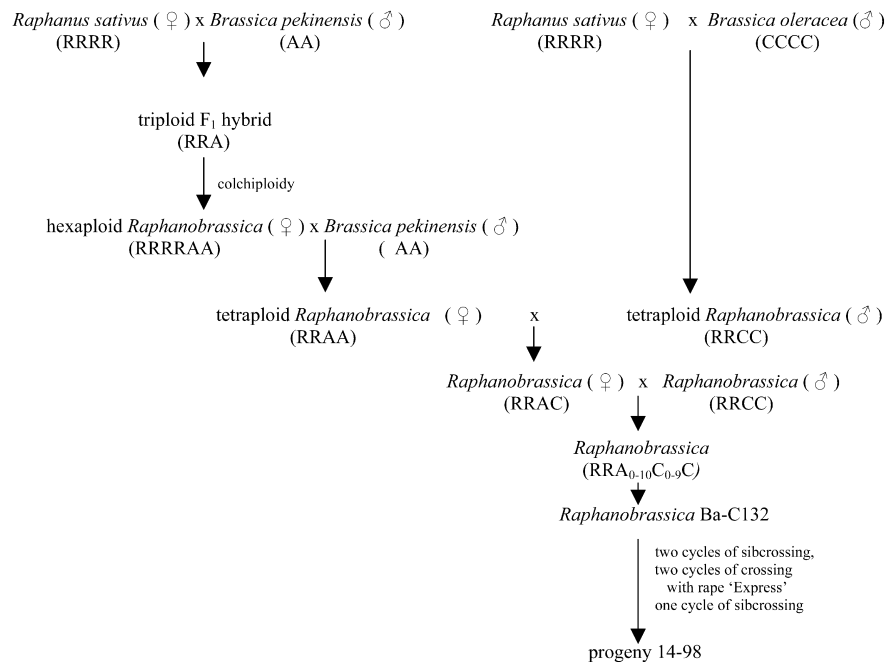 Raphanus sativus ( ♀ ) x Brassica pekinensis (♂)
(RRRR) (AA)
Raphanus sativus ( ♀ ) x Brassica oleracea (♂)
(RRRR) (CCCC)
triploid F1 hybrid
(RRA)
colchiploidy
hexaploid Raphanobrassica ( ♀ ) x Brassica pekinensis (♂)
(RRRRAA) ( AA)
tetraploid Raphanobrassica ( ♀ ) x tetraploid Raphanobrassica (♂)
(RRAA) (RRCC)
Raphanobrassica ( ♀ ) x Raphanobrassica (♂)
(RRAC) (RRCC)
Raphanobrassica
(RRA0-10C0-9C)
Raphanobrassica Ba-C132
two cycles of sibcrossing,
two cycles of crossing
with rape ‘Express’
one cycle of sibcrossing
progeny 14-98